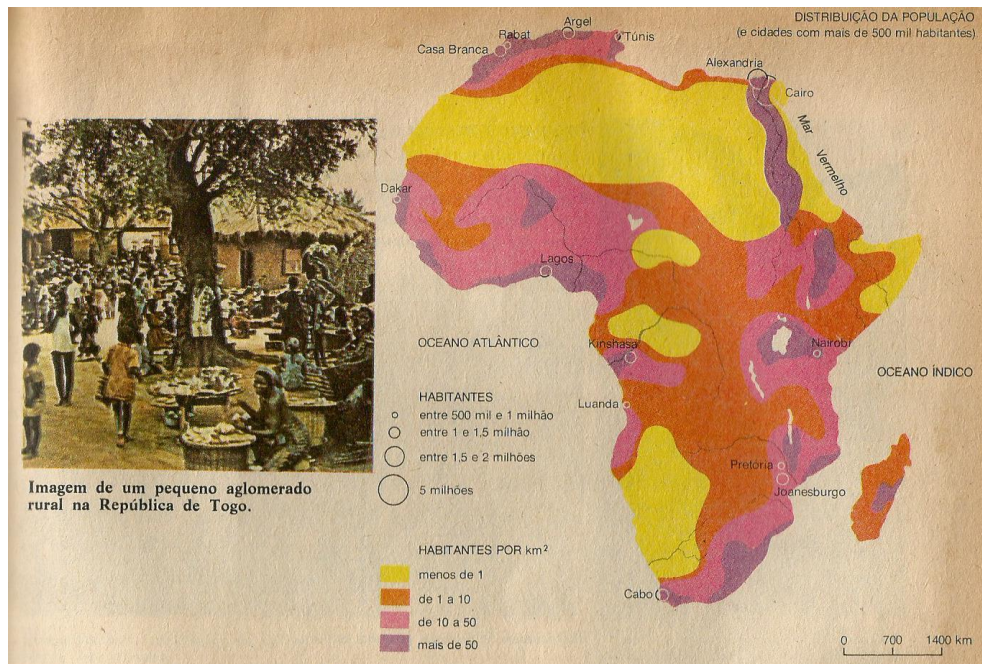 DISTRIBUIÇÃO DA POPULAÇÃO
(e cidades com mais de 500 mil habitantes)
Argel
Rabat
Túnis
Casa Branca
Alexandria
Cairo
Mar Vermelho
Dakar
Lagos
OCEANO ATLÂNTICO
Kinshasa
Nairobi
OCEANO ÍNDICO
Luanda
Pretória
Joanesburgo
Cabo
HABITANTES
entre 500 mil e 1 milhão
entre 1 e 1,5 milhão
entre 1,5 e 2 milhões
5 milhões
Imagem de um pequeno aglomerado
rural na República de Togo.
HABITANTES POR km²
menos de 1
de 1 a 10
de 10 a 50
mais de 50
0 700 1400 km